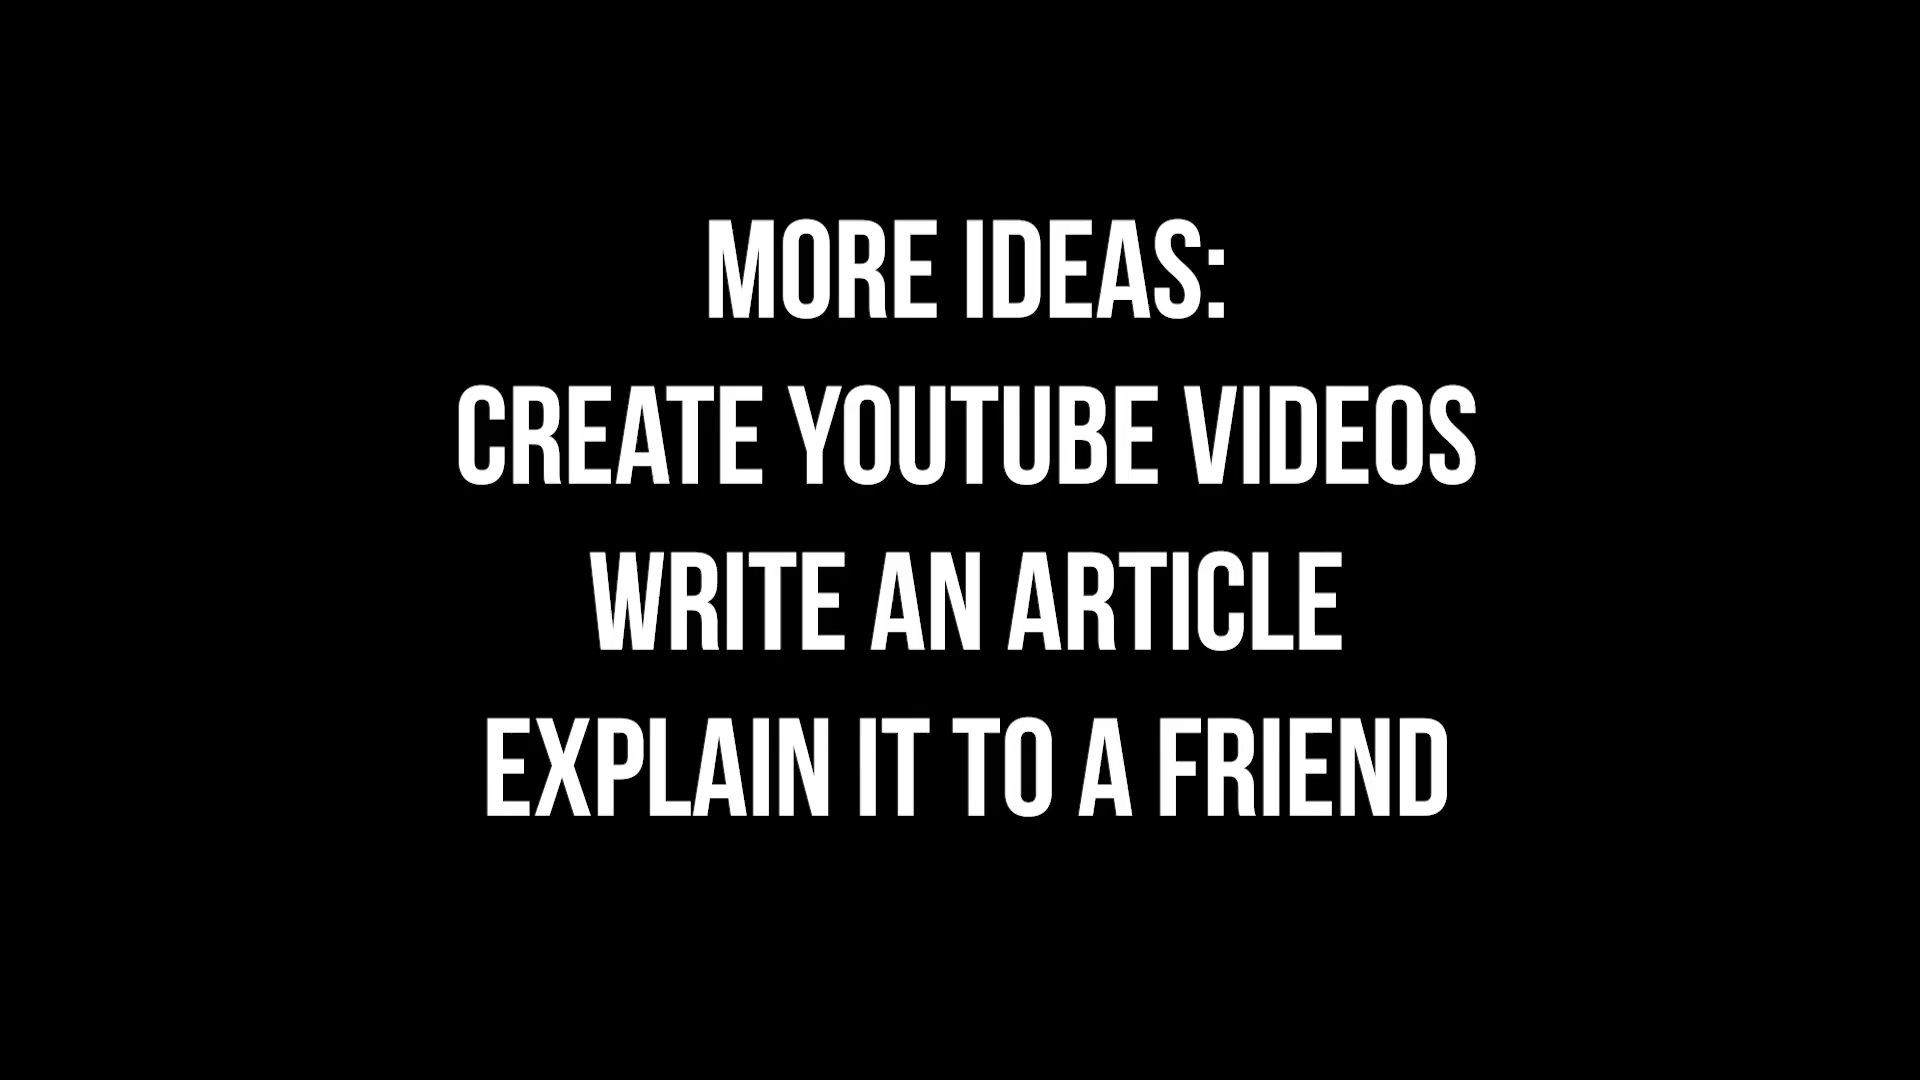 MORE IDEAS:
CREATE YOUTUBE VIDEOS
WRITE AN ARTICLE
EXPLAIN IT TO A FRIEND